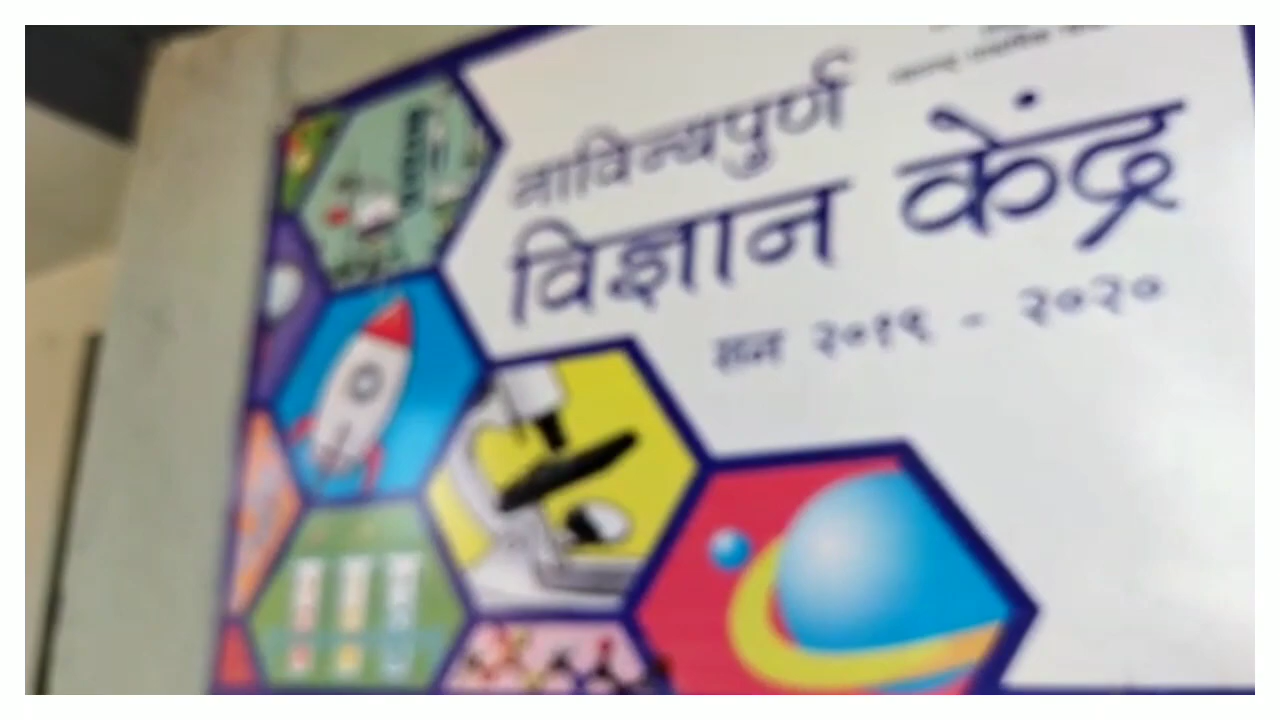 नाविन्यपुर्ण
विज्ञान केंद्र
सन २०१९ - २०२०